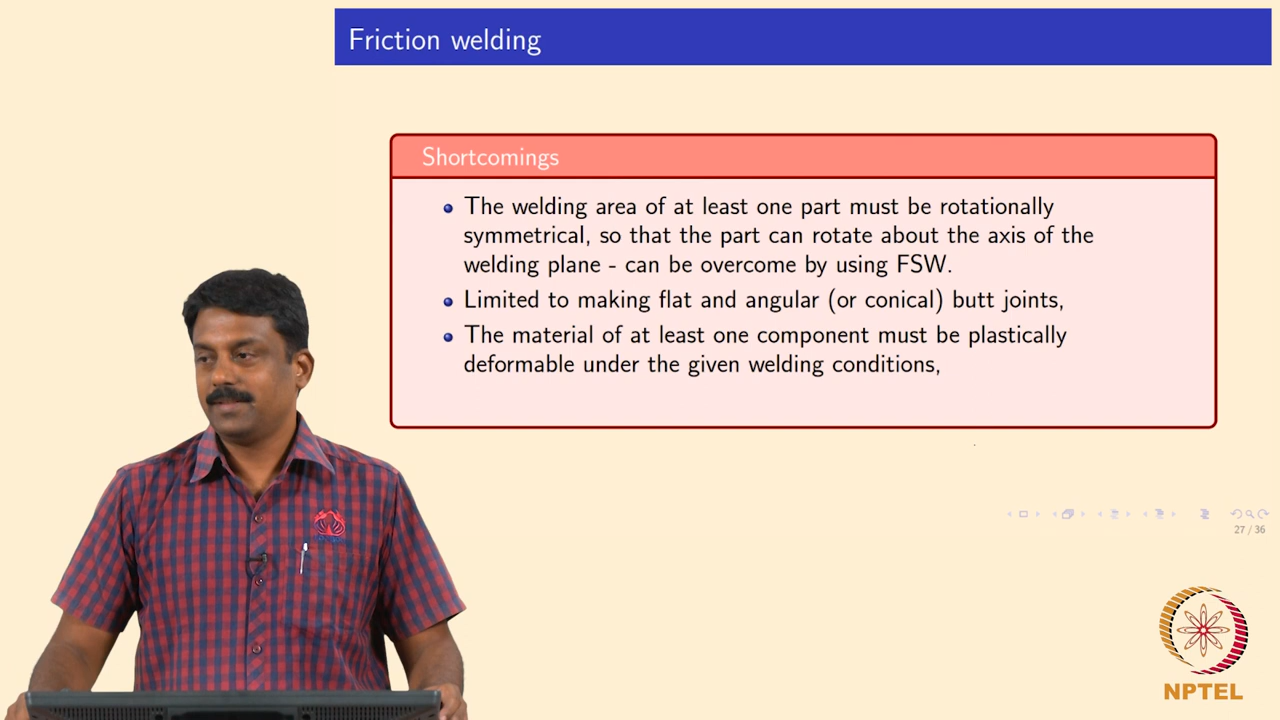 Friction welding
Shortcomings
The welding area of at least one part must be rotationally
symmetrical, so that the part can rotate about the axis of the
welding plane - can be overcome by using FSW.
Limited to making flat and angular (or conical) butt joints,
The material of at least one component must be plastically
deformable under the given welding conditions,
27 / 36
NPTEL